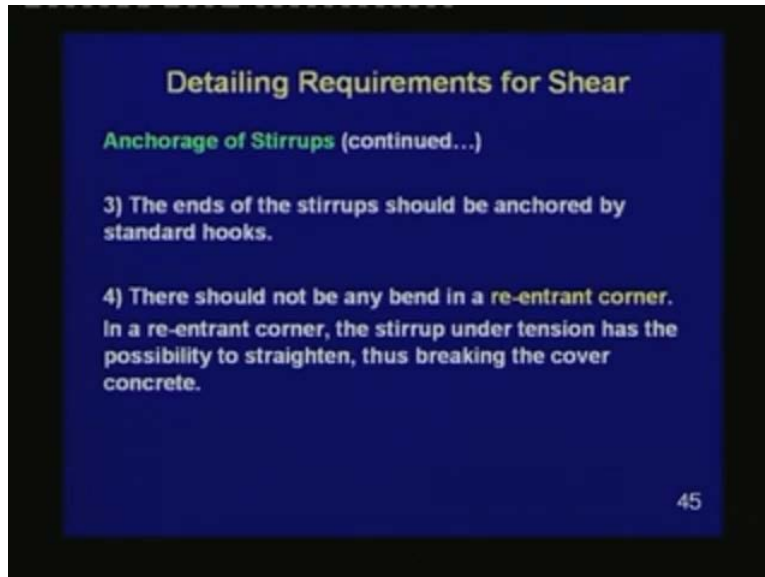 Detailing Requirements for Shear
Anchorage of Stirrups (continued...)
3) The ends of the stirrups should be anchored by
standard hooks.
4) There should not be any bend in a re-entrant corner.
In a re-entrant corner, the stirrup under tension has the
possibility to straighten, thus breaking the cover
concrete.
45